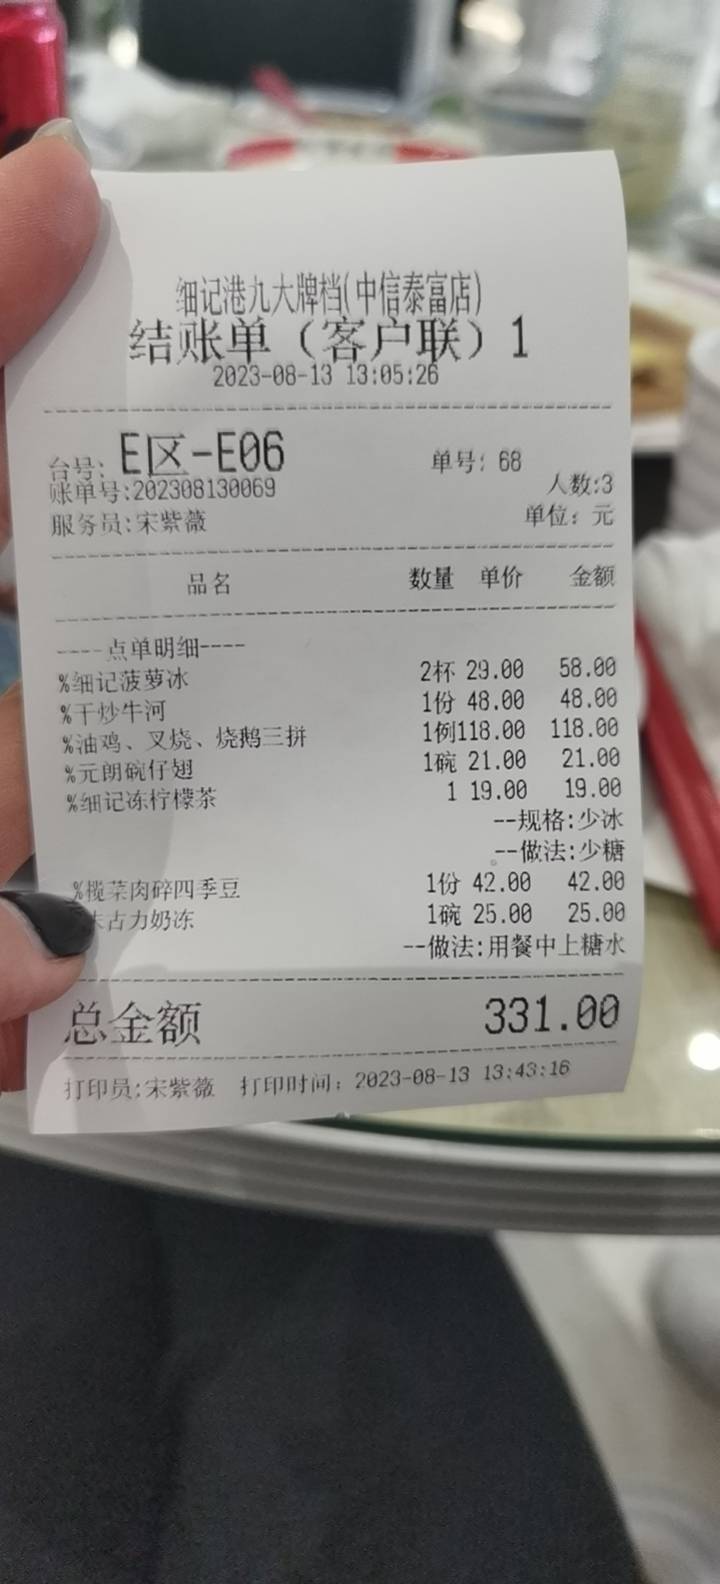 细记港九大牌档(中信泰富店)
结账单（客户联）1
2023-08-13 13:05:26
台号: E区-E06 单号: 68
账单号:202308130069 人数:3
服务员:宋紫薇 单位: 元
品名 数量 单价 金额
----点单明细----
%细记菠萝冰 2杯 29.00 58.00
%干炒牛河 1份 48.00 48.00
%油鸡、叉烧、烧鹅三拼 1例118.00 118.00
%元朗碗仔翅 1碗 21.00 21.00
%细记冻柠檬茶 1 19.00 19.00
--规格:少冰
--做法:少糖
%榄菜肉碎四季豆 1份 42.00 42.00
古力奶冻 1碗 25.00 25.00
--做法:用餐中上糖水
总金额 331.00
打印员:宋紫薇 打印时间: 2023-08-13 13:43:16